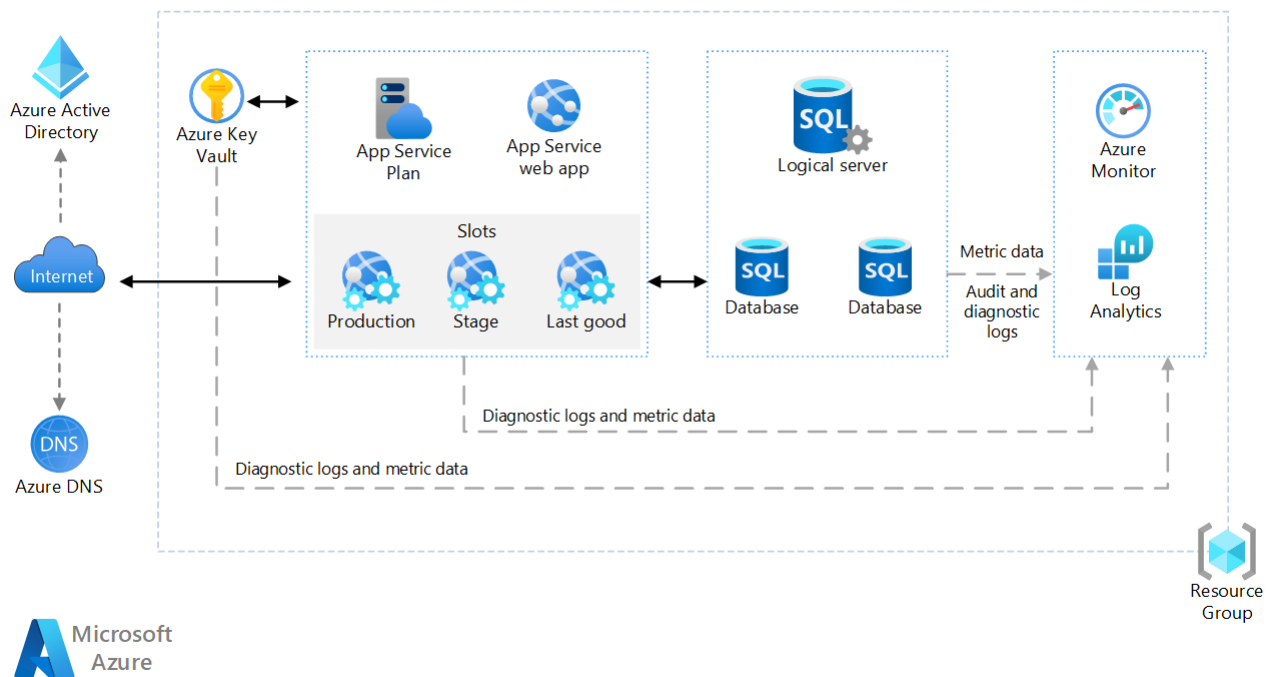 Azure Active
Directory
Internet
DNS
Azure DNS
Azure Key
Vault
App Service
Plan
App Service
web app
Slots
Production
Stage
Last good
SQL
Logical server
SQL
Database
SQL
Database
Metric data
Audit and
diagnostic
logs
Azure
Monitor
Log
Analytics
Diagnostic logs and metric data
Diagnostic logs and metric data
Resource
Group
Microsoft
Azure